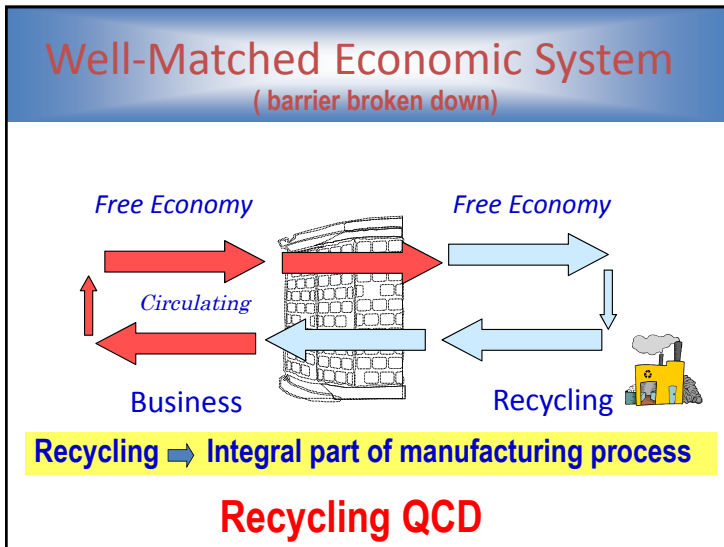 Well-Matched Economic System
( barrier broken down)
Free Economy Free Economy
Circulating
Business Recycling
Recycling ➡ Integral part of manufacturing process
Recycling QCD